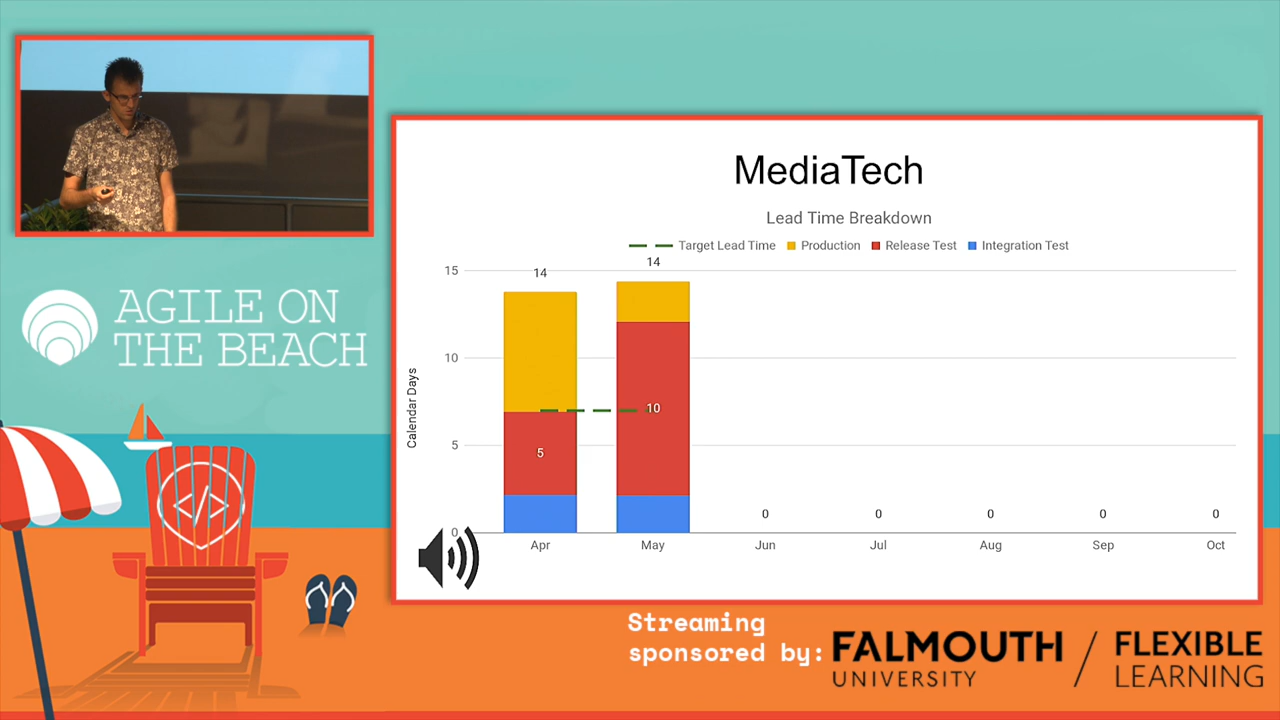 MediaTech
Lead Time Breakdown
Target Lead Time Production Release Test Integration Test
15
10
5
0
Calendar Days
14
14
5
10
0
0
0
0
0
Apr May Jun Jul Aug Sep Oct
AGILE ON
THE BEACH
</>
Streaming
sponsored by:
FALMOUTH
UNIVERSITY
/
FLEXIBLE
LEARNING